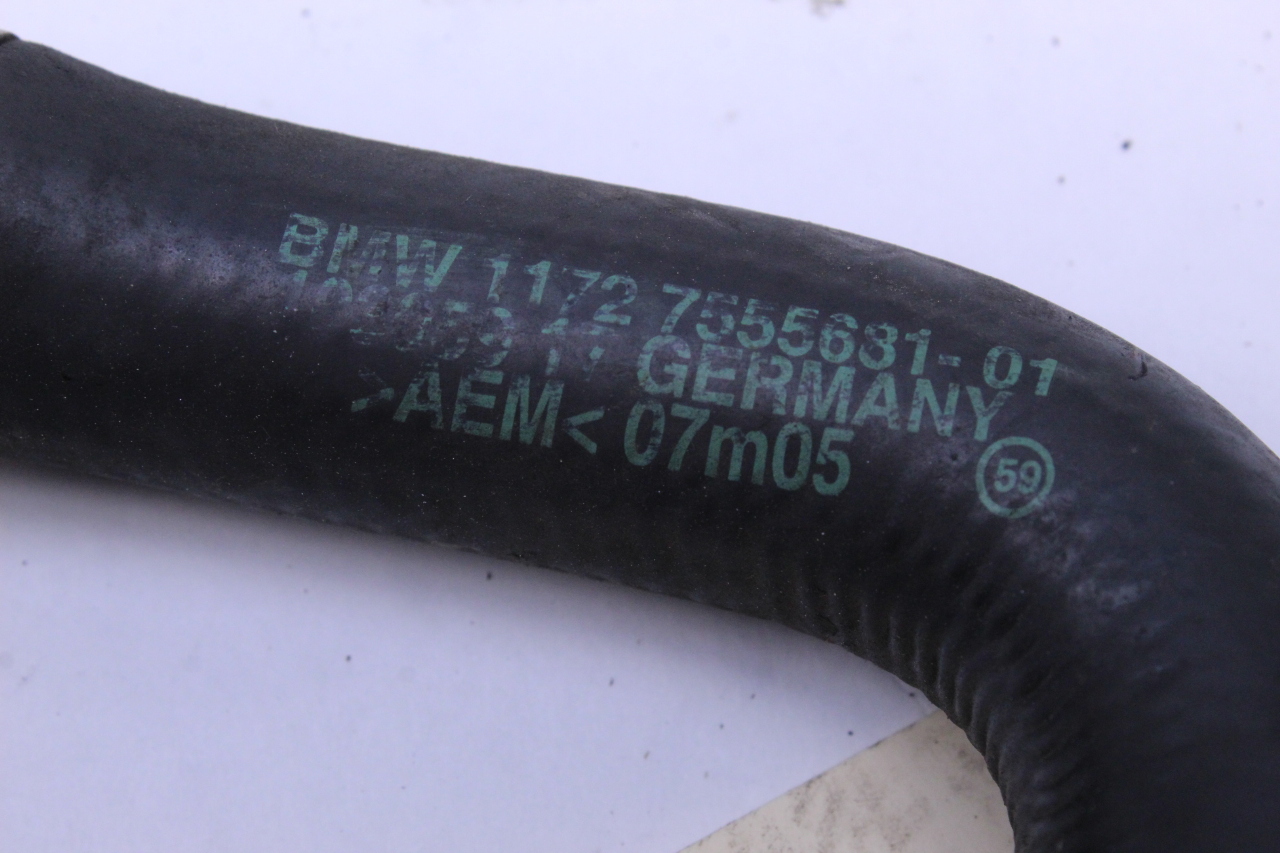 BMW 1172 7555681-01
GERMANY
>AEM< 07m05
59